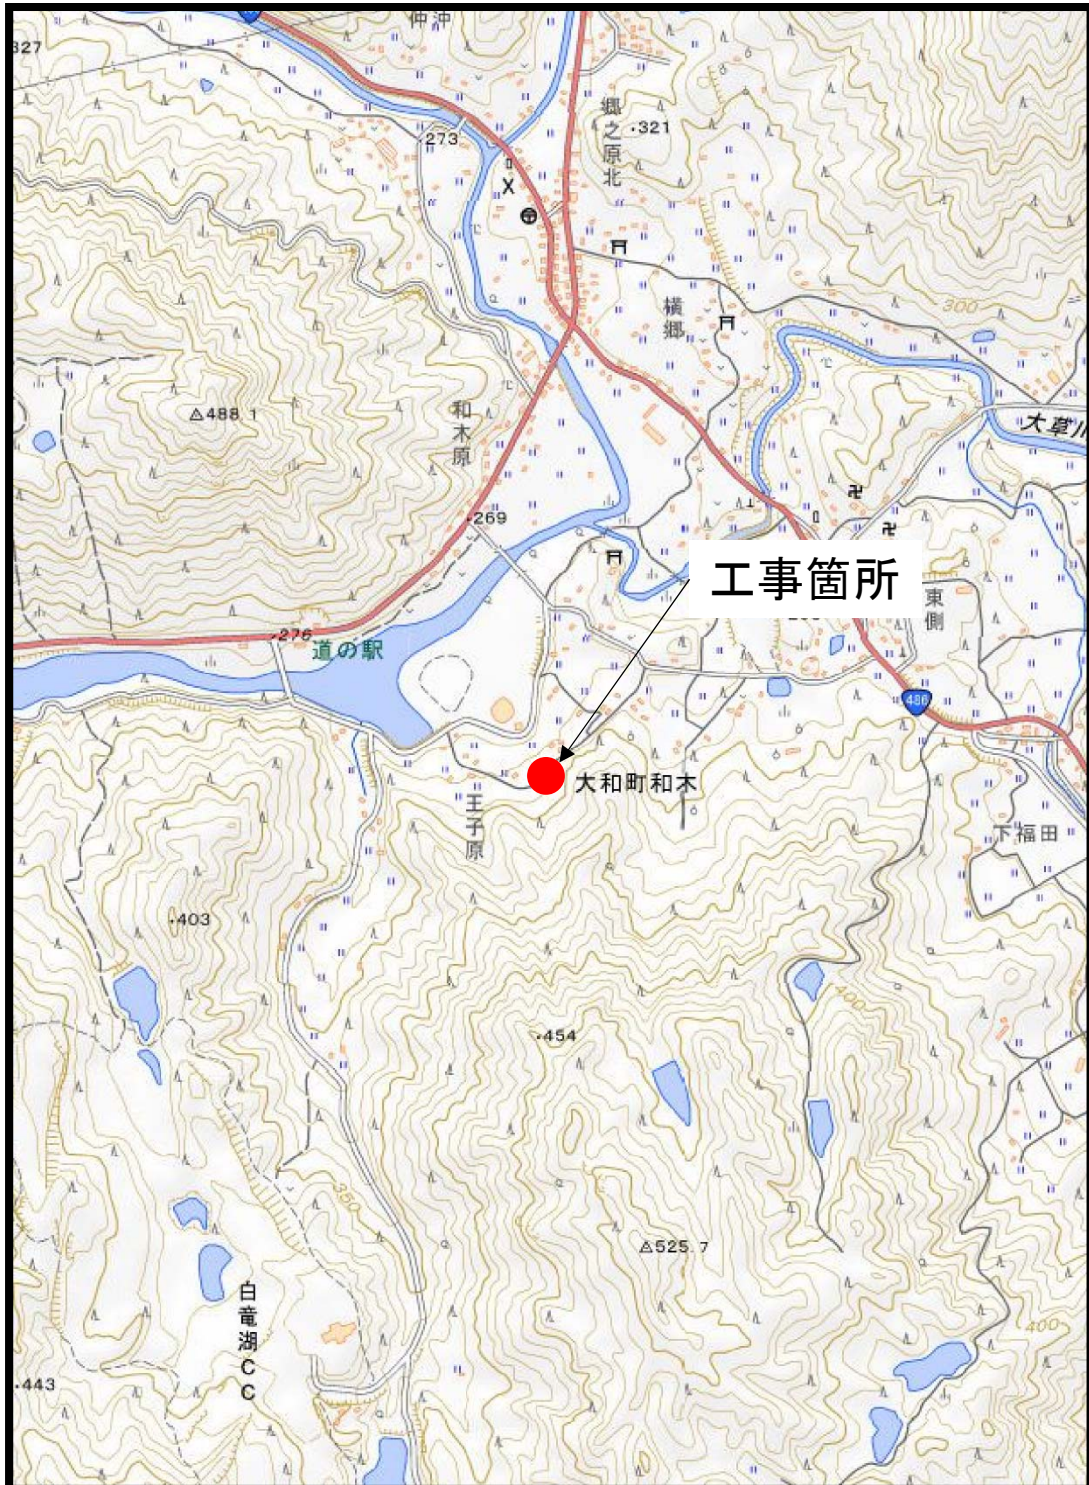 仲沖
327
郷之原北
・321
273
横郷
300
△488.1
和木原
大草川
・269
工事箇所
東側
・276
道の駅
486
大和町和木
王子原
下福田
・403
400
・454
350
△525.7
白竜湖CC
400
・443